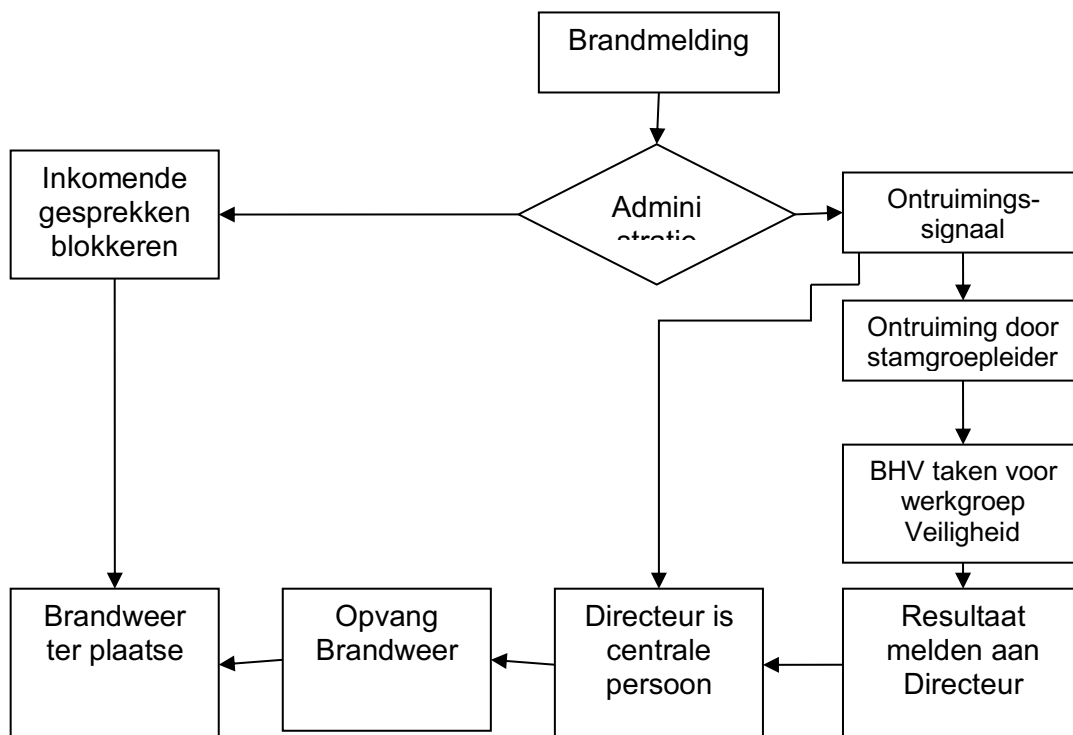 Brandmelding
Inkomende
gesprekken
blokkeren
Admini
stratie
Ontruimings-
signaal
Ontruiming door
stamgroepleider
BHV taken voor
werkgroep
Veiligheid
Brandweer
ter plaatse
Opvang
Brandweer
Directeur is
centrale
persoon
Resultaat
melden aan
Directeur